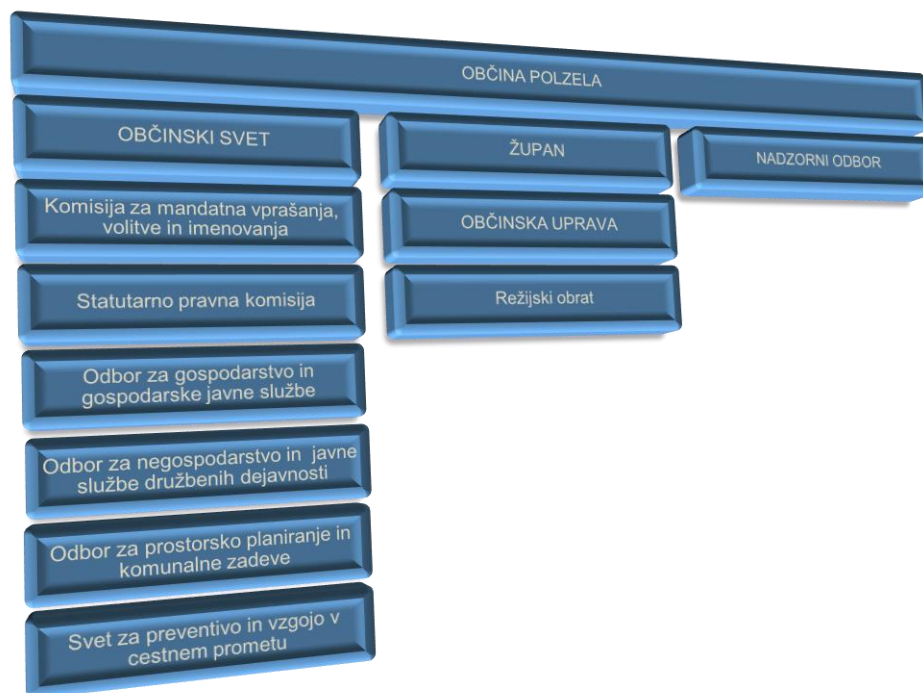 OBČINA POLZELA
OBČINSKI SVET
Komisija za mandatna vprašanja,
volitve in imenovanja
Statutarno pravna komisija
Odbor za gospodarstvo in
gospodarske javne službe
Odbor za negospodarstvo in javne
službe družbenih dejavnosti
Odbor za prostorsko planiranje in
komunalne zadeve
Svet za preventivo in vzgojo v
cestnem prometu
ŽUPAN
OBČINSKA UPRAVA
Režijski obrat
NADZORNI ODBOR